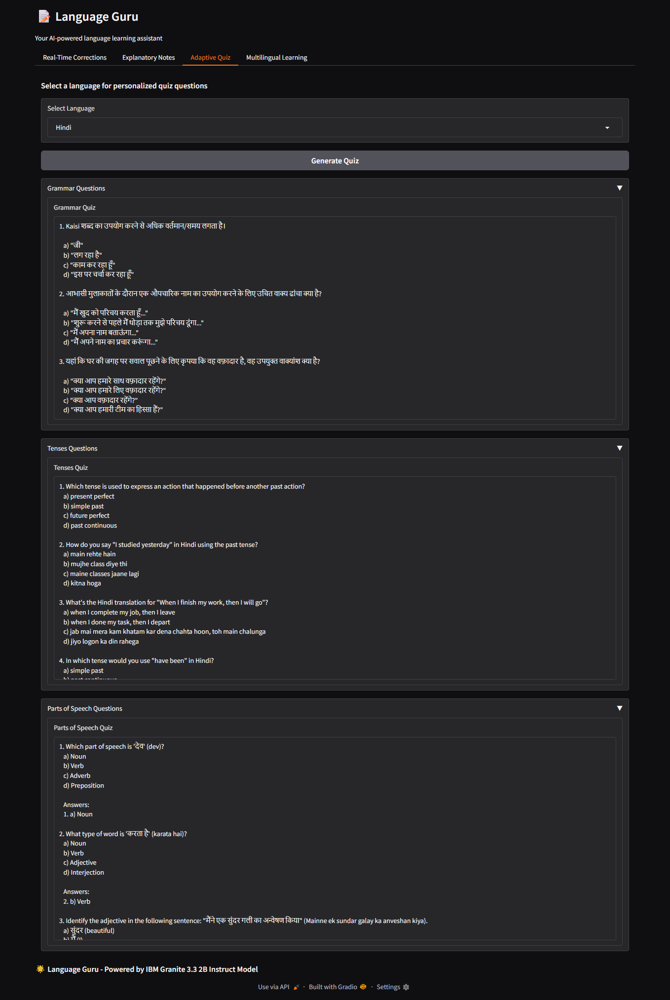 Language Guru
Your AI-powered language learning assistant
Real-Time Corrections
Explanatory Notes
Adaptive Quiz
Multilingual Learning
Select a language for personalized quiz questions
Select Language
Hindi
Generate Quiz
Grammar Questions
Grammar Quiz
1. Kaisi शब्द का उपयोग करने से अधिक वर्तमान/समय लगता है।
a) "जी"
b) "लग रहा है"
c) "काम कर रहा हूँ"
d) "इस पर चर्चा कर रहा हूँ"
2. आभासी मुलाकातों के दौरान एक औपचारिक नाम का उपयोग करने के लिए उचित वाक्य ढांचा क्या है?
a) "मैं खुद को परिचय करता हूँ..."
b) "शुरू करने से पहले मैं थोड़ा तक मुझे परिचय दूंगा..."
c) "मैं अपना नाम बताऊंगा..."
d) "मैं अपने नाम का प्रचार करूंगा..."
3. यहां कि घर की जगह पर सवाल पूछने के लिए कृपया कि वह वफ़ादार है, वह उपयुक्त वाक्यांश क्या है?
a) "क्या आप हमारे साथ वफ़ादार रहेंगे?"
b) "क्या आप हमारे लिए वफ़ादार रहेंगे?"
c) "क्या आप वफ़ादार रहेंगे?"
d) "क्या आप हमारी टीम का हिस्सा हैं?"
Tenses Questions
Tenses Quiz
1. Which tense is used to express an action that happened before another past action?
a) present perfect
b) simple past
c) future perfect
d) past continuous
2. How do you say "I studied yesterday" in Hindi using the past tense?
a) main rehte hain
b) mujhe class diye thi
c) maine classes jaane lagi
d) kitna hoga
3. What's the Hindi translation for "When I finish my work, then I will go"?
a) when I complete my job, then I leave
b) when I done my task, then I depart
c) jab mai mera kam khatam kar dena chahta hoon, toh main chalunga
d) jiyo logon ka din rahega
4. In which tense would you use "have been" in Hindi?
a) simple past
Parts of Speech Questions
Parts of Speech Quiz
1. Which part of speech is 'देव' (dev)?
a) Noun
b) Verb
c) Adverb
d) Preposition
Answers:
1. a) Noun
2. What type of word is 'करता है' (karata hai)?
a) Noun
b) Verb
c) Adjective
d) Interjection
Answers:
2. b) Verb
3. Identify the adjective in the following sentence: "मैंने एक सुंदर गली का अन्वेषण किया" (Mainne ek sundar galay ka anveshan kiya).
a) सुंदर (beautiful)
Language Guru - Powered by IBM Granite 3.3 2B Instruct Model
Use via API · Built with Gradio · Settings